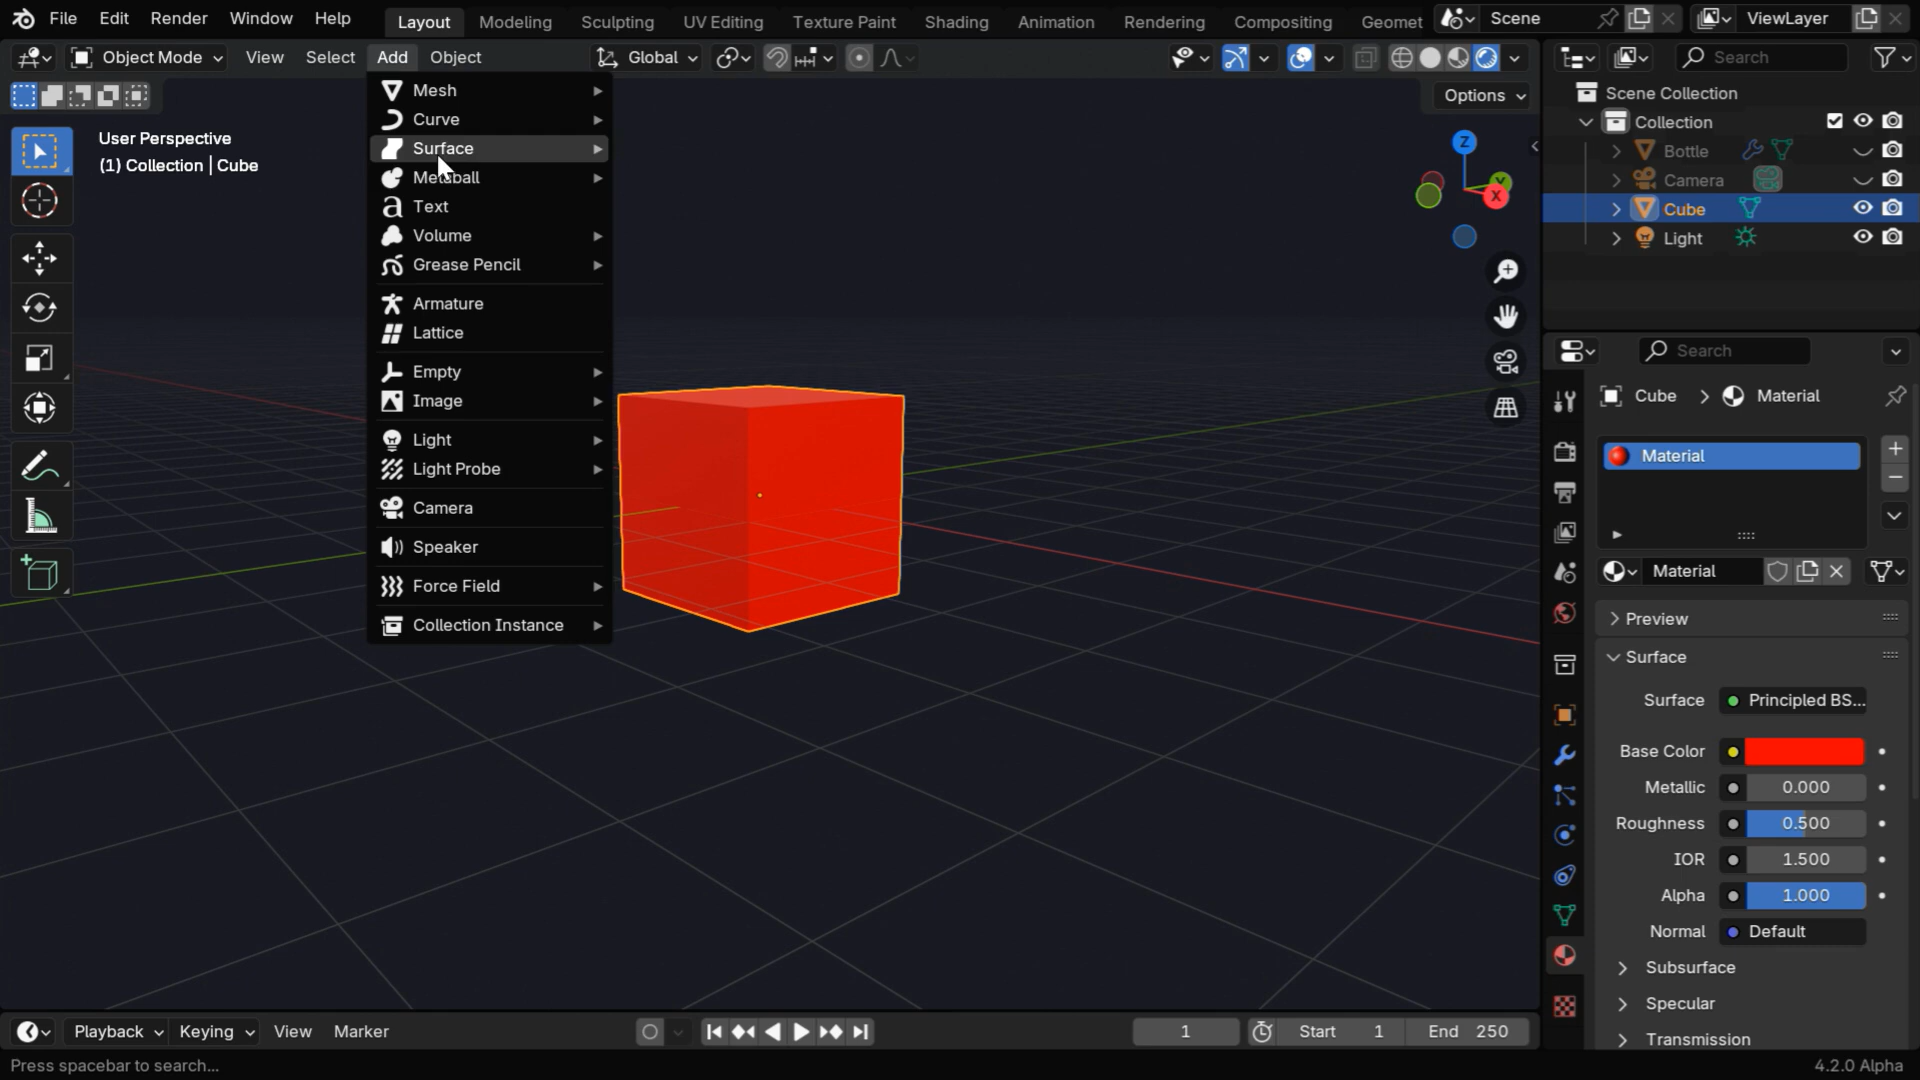 File Edit Render Window Help Layout Modeling Sculpting UV Editing Texture Paint Shading Animation Rendering Compositing Geomet Scene ViewLayer
Object Mode View Select Add Object Global Search
Options
User Perspective
(1) Collection | Cube
Mesh
Curve
Surface
Metaball
Text
Volume
Grease Pencil
Armature
Lattice
Empty
Image
Light
Light Probe
Camera
Speaker
Force Field
Collection Instance
Z
Y
X
Scene Collection
Collection
Bottle
Camera
Cube
Light
Search
Cube > Material
Material
Material
Preview
Surface
Surface Principled BS...
Base Color
Metallic 0.000
Roughness 0.500
IOR 1.500
Alpha 1.000
Normal Default
Subsurface
Specular
Transmission
Playback Keying View Marker 1 Start 1 End 250
Press spacebar to search... 4.2.0 Alpha